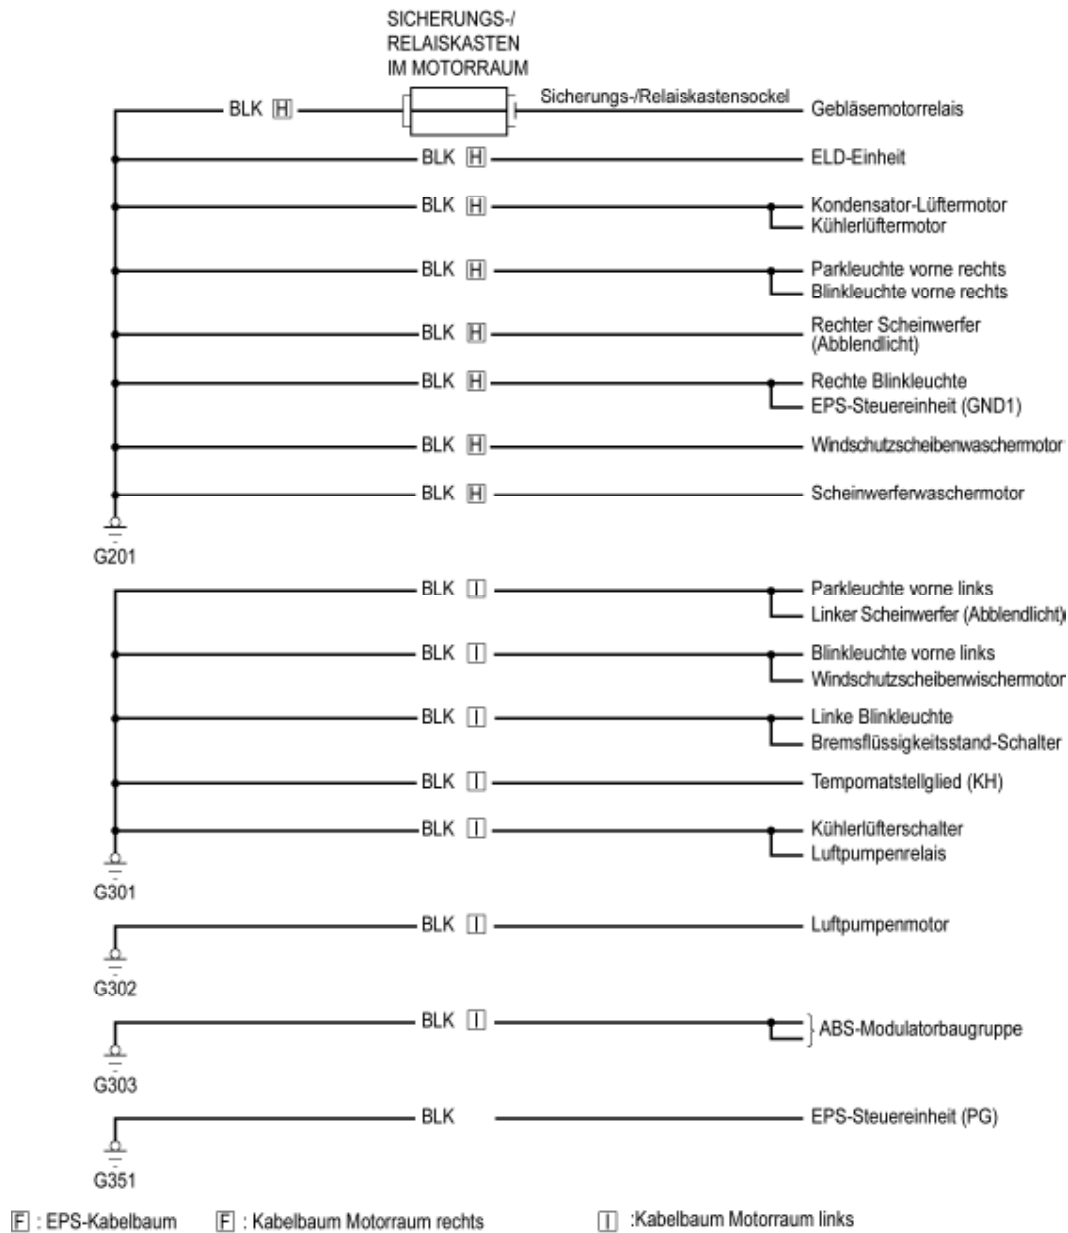 SICHERUNGS-/
RELAISKASTEN
IM MOTORRAUM
BLK H Sicherungs-/Relaiskastensockel Gebläsemotorrelais
BLK H ELD-Einheit
BLK H Kondensator-Lüftermotor
Kühlerlüftermotor
BLK H Parkleuchte vorne rechts
Blinkleuchte vorne rechts
BLK H Rechter Scheinwerfer
(Abblendlicht)
BLK H Rechte Blinkleuchte
EPS-Steuereinheit (GND1)
BLK H Windschutzscheibenwaschermotor
BLK H Scheinwerferwaschermotor
G201
BLK I Parkleuchte vorne links
Linker Scheinwerfer (Abblendlicht)
BLK I Blinkleuchte vorne links
Windschutzscheibenwischermotor
BLK I Linke Blinkleuchte
Bremsflüssigkeitsstand-Schalter
BLK I Tempomatstellglied (KH)
BLK I Kühlerlüfterschalter
Luftpumpenrelais
G301
BLK I Luftpumpenmotor
G302
BLK I ABS-Modulatorbaugruppe
G303
BLK EPS-Steuereinheit (PG)
G351
F : EPS-Kabelbaum F : Kabelbaum Motorraum rechts I :Kabelbaum Motorraum links